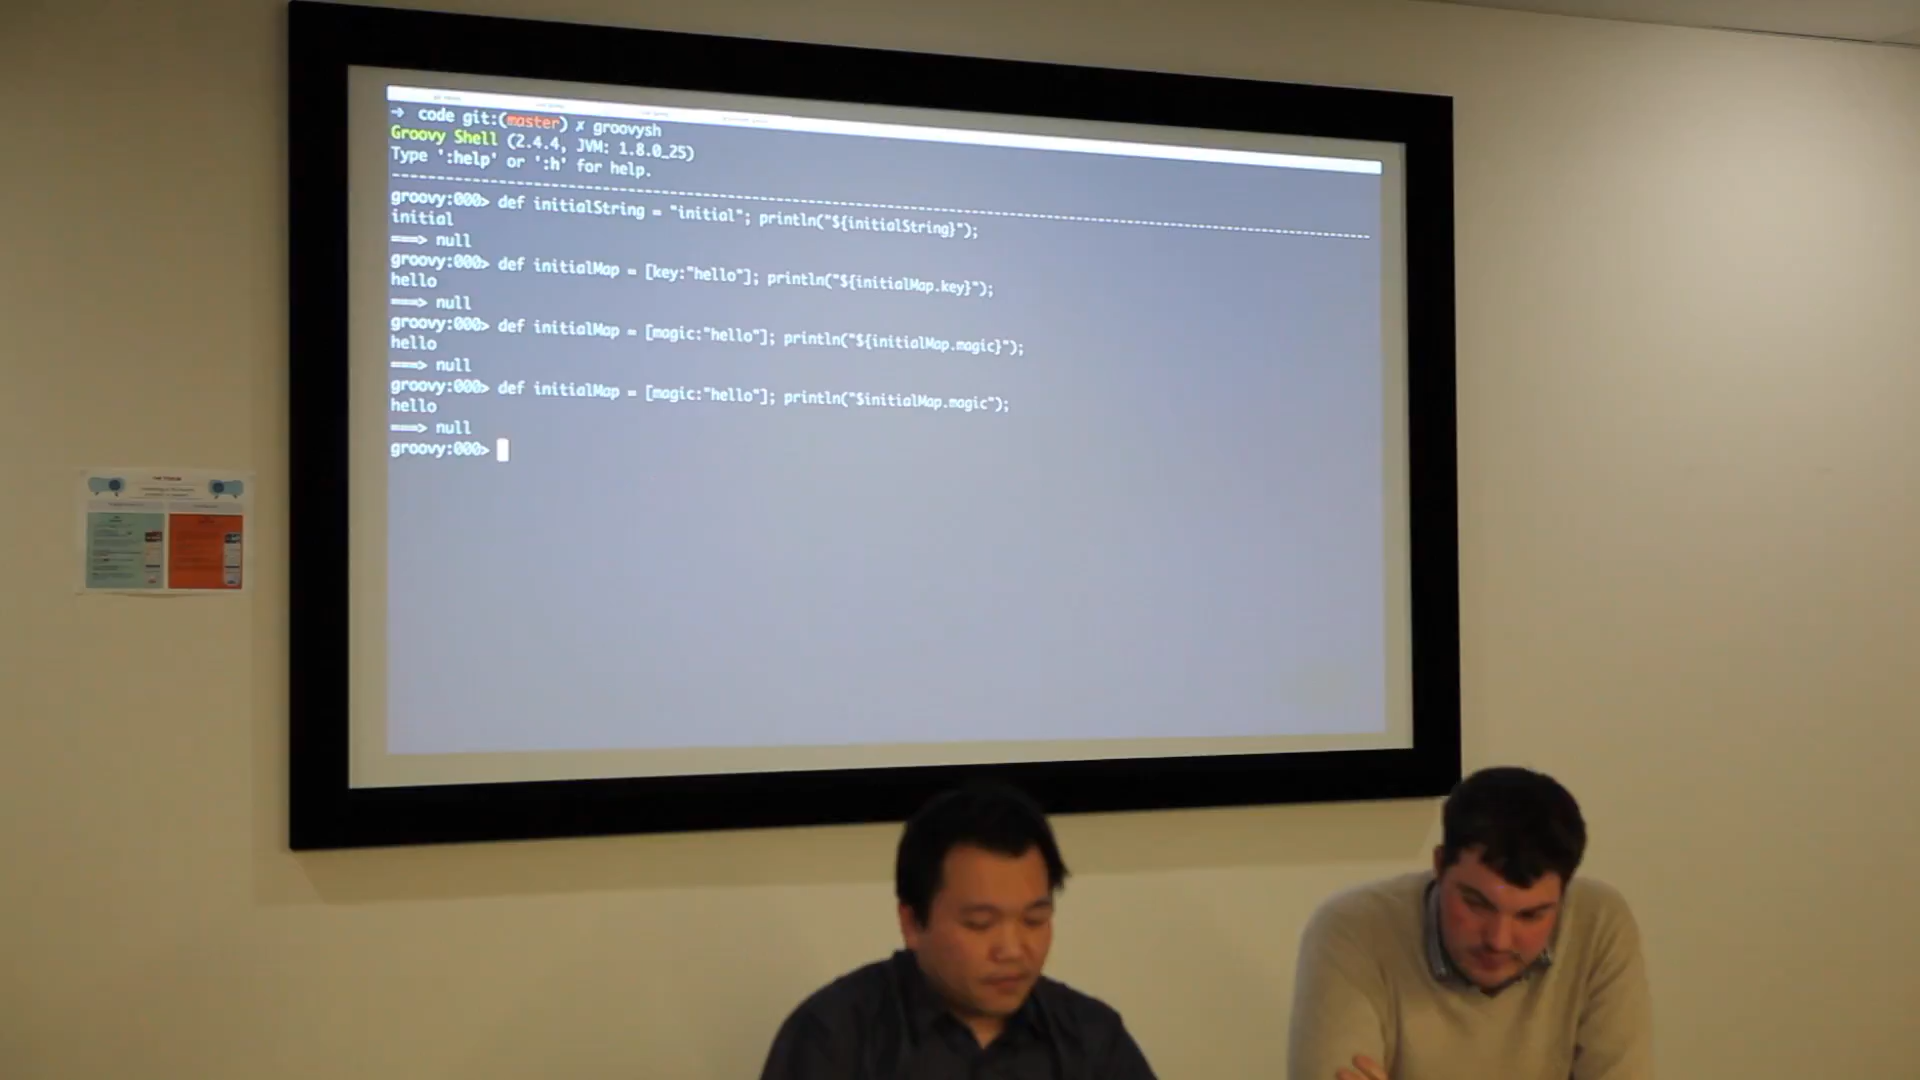 → code git:(master) ✗ groovysh
Groovy Shell (2.4.4, JVM: 1.8.0_25)
Type ':help' or ':h' for help.
groovy:000> def initialString = "initial"; println("${initialString}");
initial
===> null
groovy:000> def initialMap = [key:"hello"]; println("${initialMap.key}");
hello
===> null
groovy:000> def initialMap = [magic:"hello"]; println("${initialMap.magic}");
hello
===> null
groovy:000> def initialMap = [magic:"hello"]; println("$initialMap.magic");
hello
===> null
groovy:000>